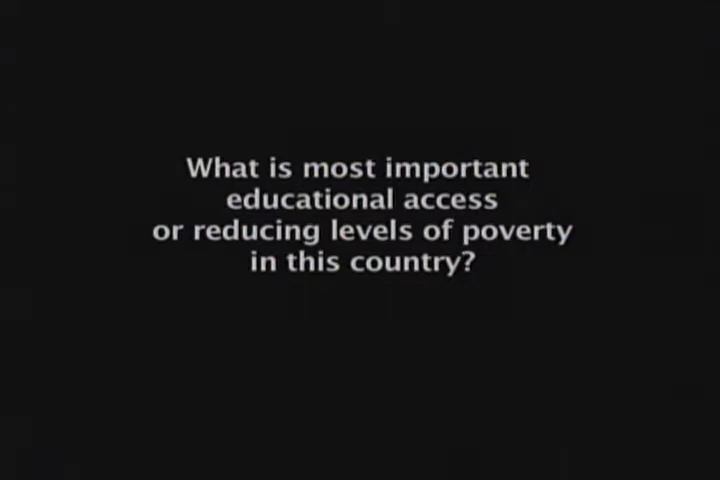 What is most important
educational access
or reducing levels of poverty
in this country?